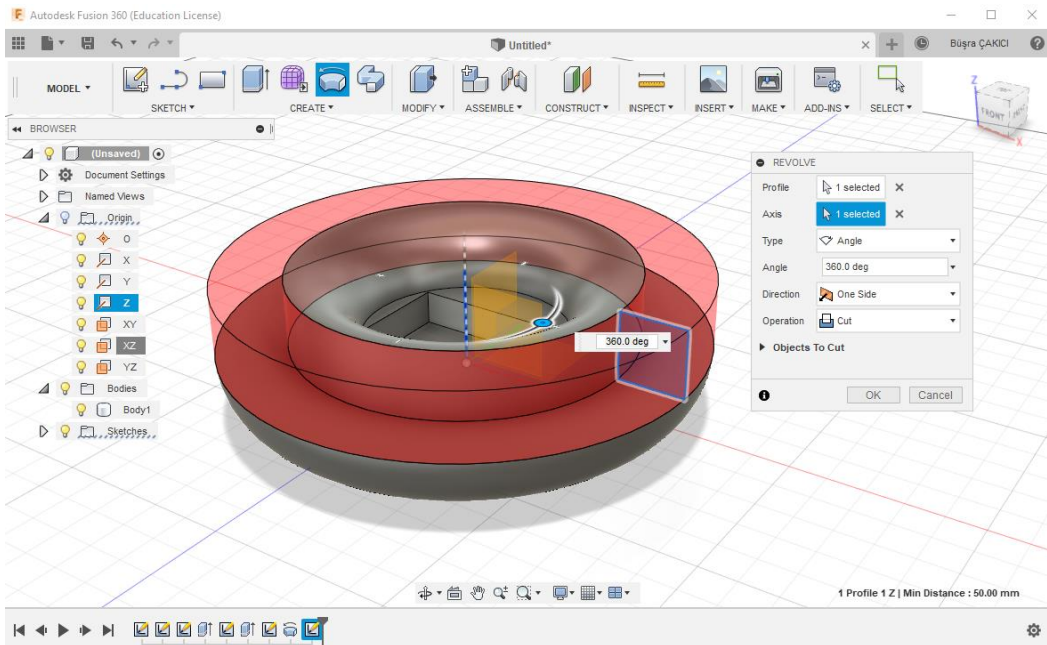 Autodesk Fusion 360 (Education License)
Untitled*
Büşra ÇAKICI
MODEL
SKETCH
CREATE
MODIFY
ASSEMBLE
CONSTRUCT
INSPECT
INSERT
MAKE
ADD-INS
SELECT
Z
FRONT
X
BROWSER
(Unsaved)
Document Settings
Named Views
Origin
O
X
Y
Z
XY
XZ
YZ
Bodies
Body1
Sketches
360.0 deg
REVOLVE
Profile 1 selected
Axis 1 selected
Type Angle
Angle 360.0 deg
Direction One Side
Operation Cut
Objects To Cut
OK Cancel
1 Profile 1 Z | Min Distance : 50.00 mm